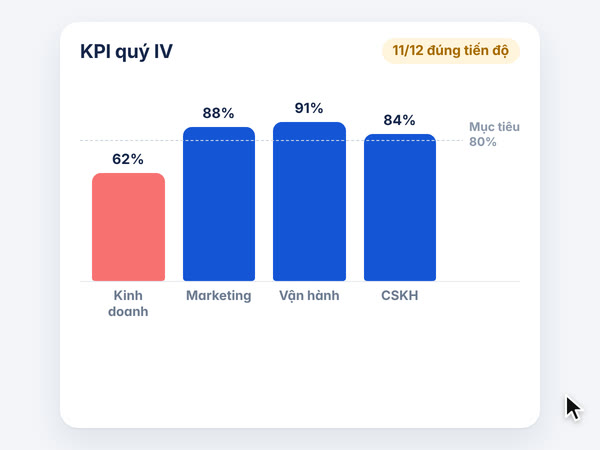 KPI quý IV
11/12 đúng tiến độ
88%
91%
84%
62%
Mục tiêu
80%
Kinh
doanh
Marketing
Vận hành
CSKH